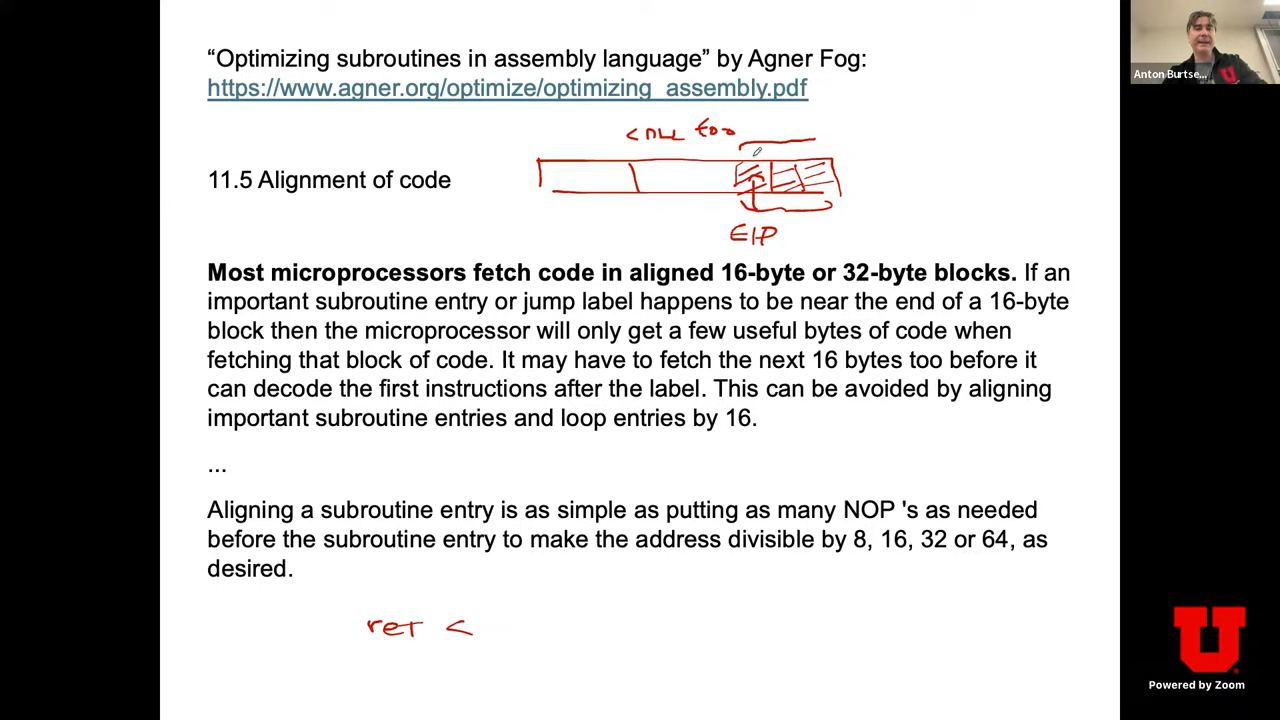 “Optimizing subroutines in assembly language” by Agner Fog:
https://www.agner.org/optimize/optimizing_assembly.pdf
Anton Burtse...
CALL foo
11.5 Alignment of code
EIP
Most microprocessors fetch code in aligned 16-byte or 32-byte blocks. If an
important subroutine entry or jump label happens to be near the end of a 16-byte
block then the microprocessor will only get a few useful bytes of code when
fetching that block of code. It may have to fetch the next 16 bytes too before it
can decode the first instructions after the label. This can be avoided by aligning
important subroutine entries and loop entries by 16.
...
Aligning a subroutine entry is as simple as putting as many NOP 's as needed
before the subroutine entry to make the address divisible by 8, 16, 32 or 64, as
desired.
ret <
U
Powered by Zoom